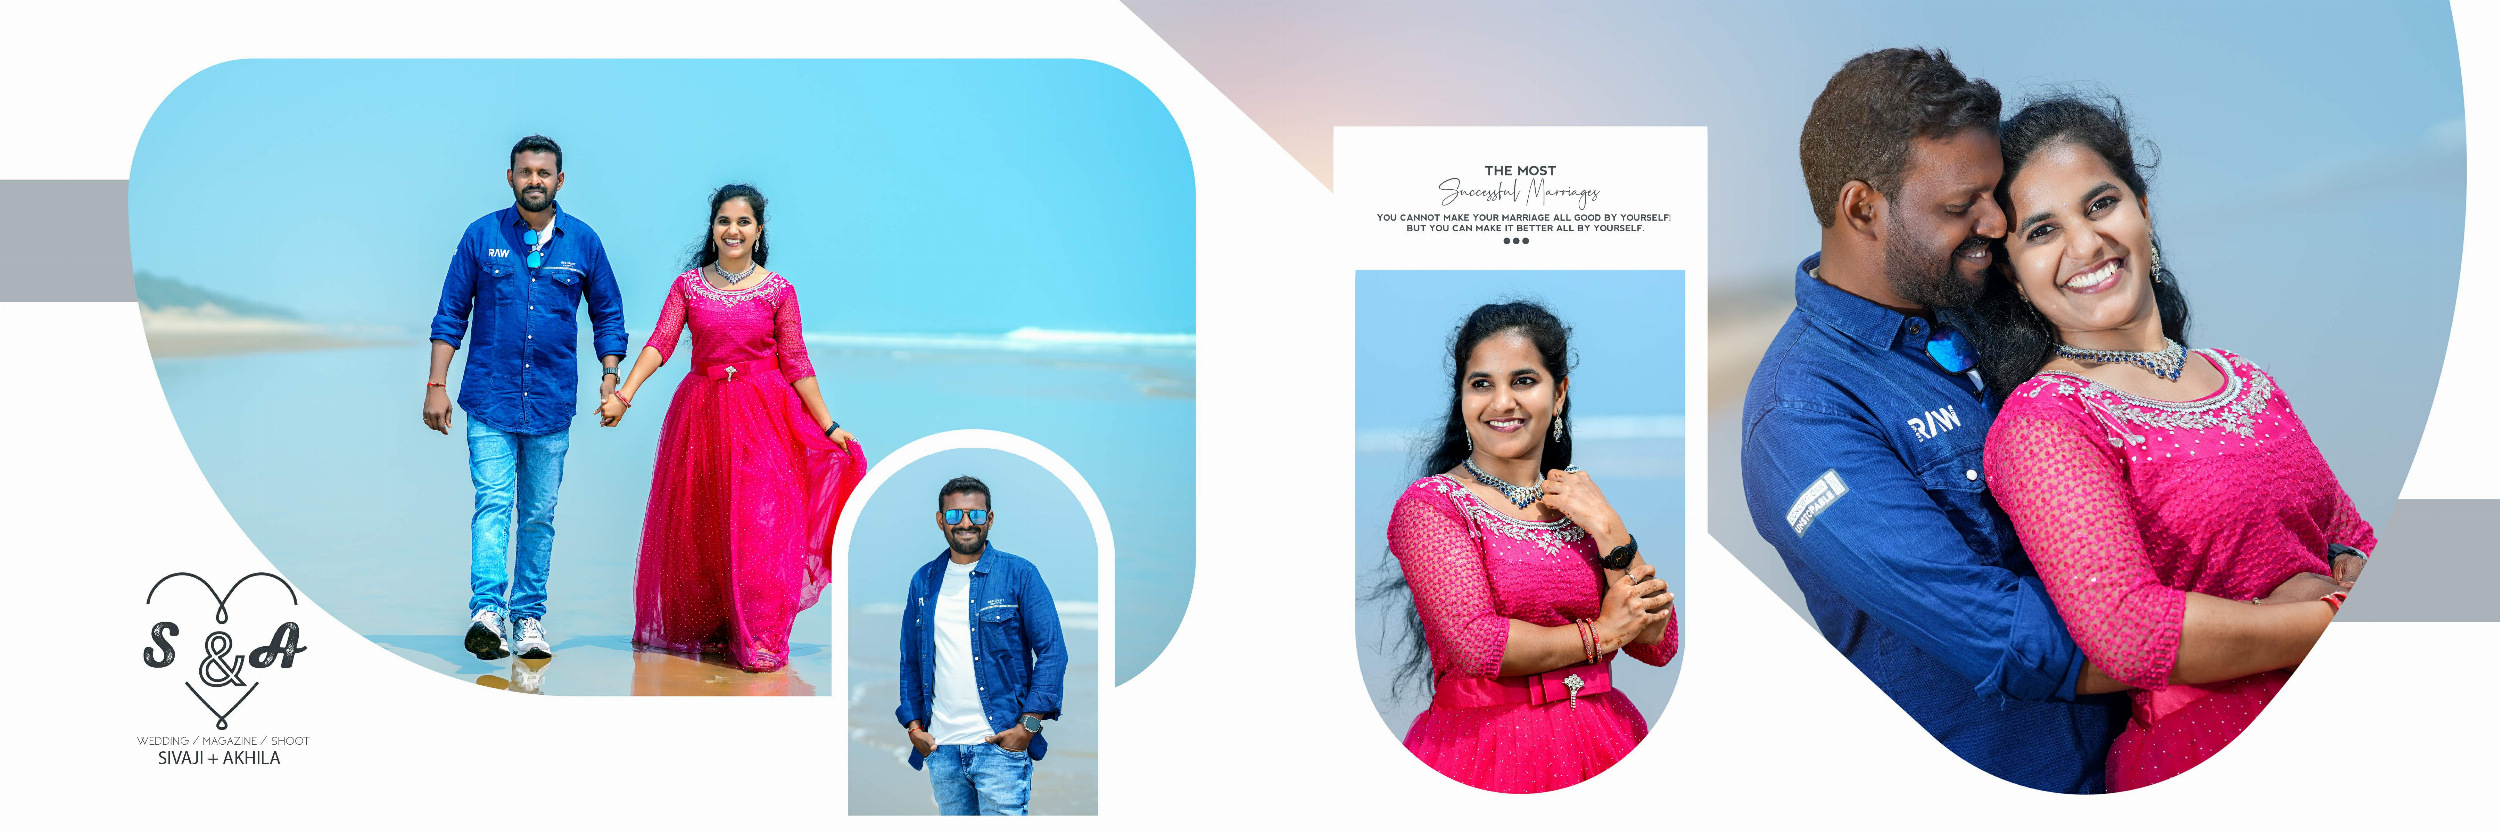 RAW
S & A
WEDDING / MAGAZINE / SHOOT
SIVAJI + AKHILA
THE MOST
Successful Marriages
YOU CANNOT MAKE YOUR MARRIAGE ALL GOOD BY YOURSELF!
BUT YOU CAN MAKE IT BETTER ALL BY YOURSELF.
RAW
UNSTOPABLE